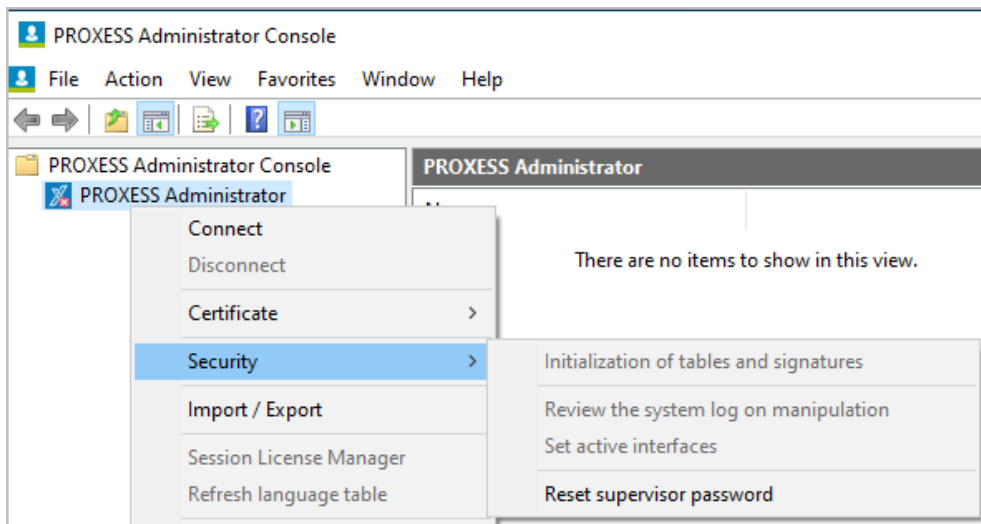 PROXESS Administrator Console
File Action View Favorites Window Help
PROXESS Administrator Console
PROXESS Administrator
PROXESS Administrator
There are no items to show in this view.
Connect
Disconnect
Certificate
Security
Import / Export
Session License Manager
Refresh language table
Initialization of tables and signatures
Review the system log on manipulation
Set active interfaces
Reset supervisor password